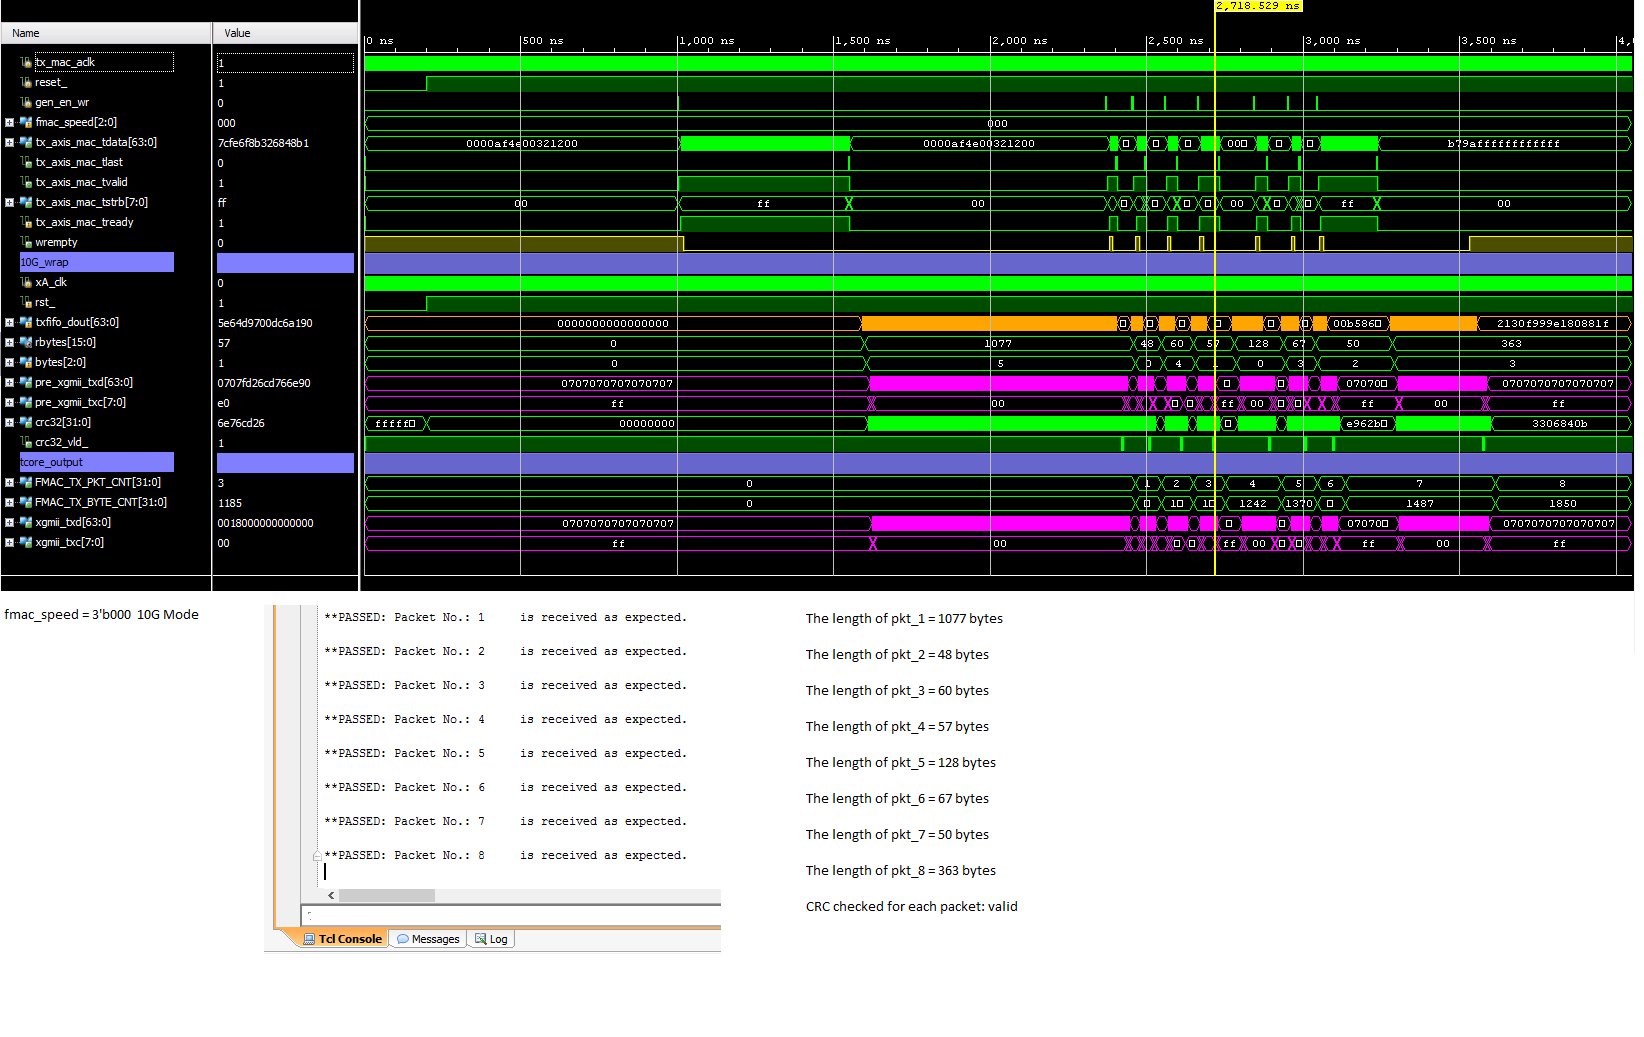 2,718.529 ns
Name Value
0 ns 500 ns 1,000 ns 1,500 ns 2,000 ns 2,500 ns 3,000 ns 3,500 ns
tx_mac_aclk 1
reset_ 1
gen_en_wr 0
fmac_speed[2:0] 000 000
tx_axis_mac_tdata[63:0] 7cfe6f8b326848b1 0000af4e00321200 0000af4e00321200 00 b79affffffffffff
tx_axis_mac_tlast 0
tx_axis_mac_tvalid 1
tx_axis_mac_tstrb[7:0] ff 00 ff 00 00 ff 00
tx_axis_mac_tready 1
wrempty 0
10G_wrap
xA_clk 0
rst_ 1
txfifo_dout[63:0] 5e64d9700dc6a190 0000000000000000 00b586 2130f999e180881f
rbytes[15:0] 57 0 1077 48 60 57 128 67 50 363
bytes[2:0] 1 0 5 0 4 1 0 3 2 3
pre_xgmii_txd[63:0] 0707fd26cd766e90 0707070707070707 07070 0707070707070707
pre_xgmii_txc[7:0] e0 ff 00 ff 00 ff 00 ff
crc32[31:0] 6e76cd26 fffff 00000000 e962b 3306840b
crc32_vld_ 1
tcore_output
FMAC_TX_PKT_CNT[31:0] 3 0 1 2 3 4 5 6 7 8
FMAC_TX_BYTE_CNT[31:0] 1185 0 1242 1370 1487 1850
xgmii_txd[63:0] 0018000000000000 0707070707070707 07070 0707070707070707
xgmii_txc[7:0] 00 ff 00 ff 00 ff 00 ff
fmac_speed = 3'b000 10G Mode
**PASSED: Packet No.: 1 is received as expected.
**PASSED: Packet No.: 2 is received as expected.
**PASSED: Packet No.: 3 is received as expected.
**PASSED: Packet No.: 4 is received as expected.
**PASSED: Packet No.: 5 is received as expected.
**PASSED: Packet No.: 6 is received as expected.
**PASSED: Packet No.: 7 is received as expected.
**PASSED: Packet No.: 8 is received as expected.
Tcl Console Messages Log
The length of pkt_1 = 1077 bytes
The length of pkt_2 = 48 bytes
The length of pkt_3 = 60 bytes
The length of pkt_4 = 57 bytes
The length of pkt_5 = 128 bytes
The length of pkt_6 = 67 bytes
The length of pkt_7 = 50 bytes
The length of pkt_8 = 363 bytes
CRC checked for each packet: valid